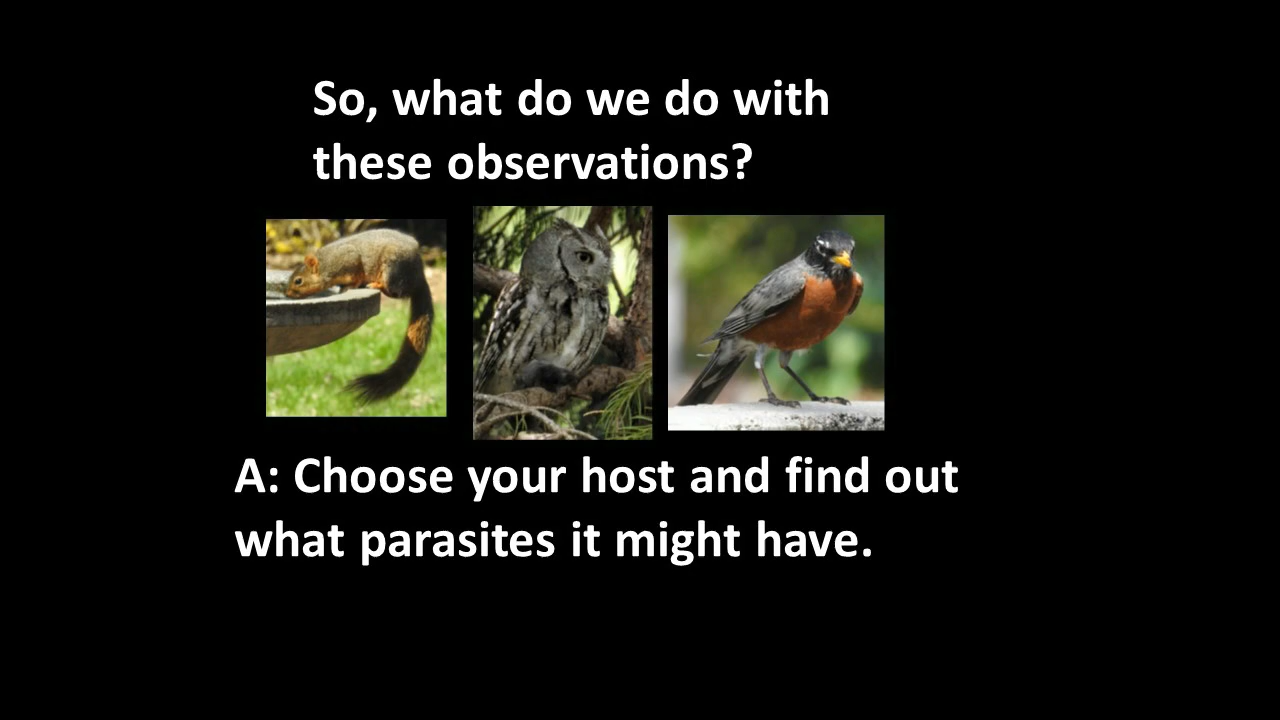 So, what do we do with
these observations?
A: Choose your host and find out
what parasites it might have.